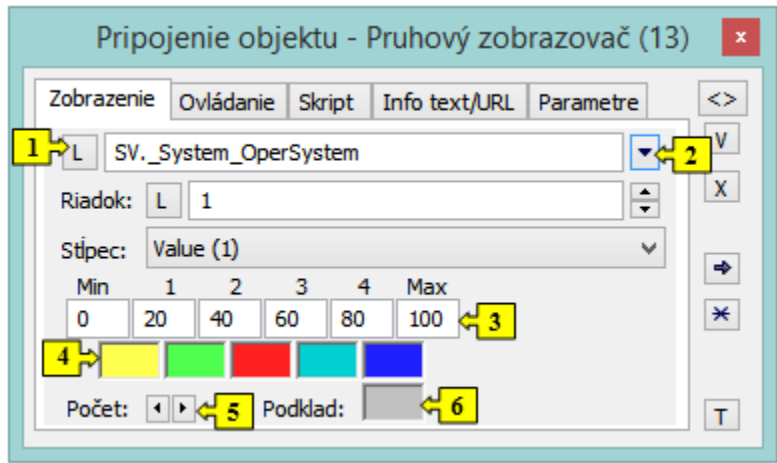 Pripojenie objektu - Pruhový zobrazovač (13) x
Zobrazenie Ovládanie Skript Info text/URL Parametre <>
1 L SV._System_OperSystem 2 V
Riadok: L 1 X
Stĺpec: Value (1)
Min 1 2 3 4 Max
0 20 40 60 80 100 3
4
Počet: 5 Podklad: 6 T